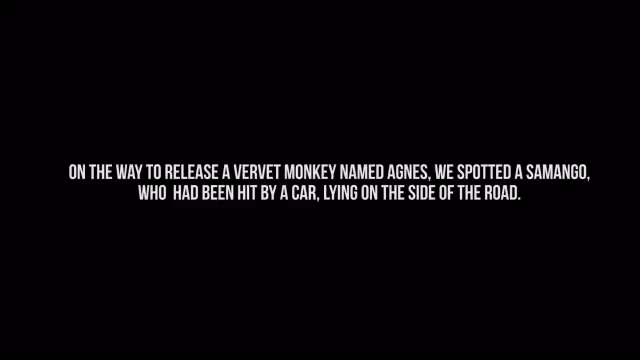 ON THE WAY TO RELEASE A VERVET MONKEY NAMED AGNES, WE SPOTTED A SAMANGO,
WHO HAD BEEN HIT BY A CAR, LYING ON THE SIDE OF THE ROAD.